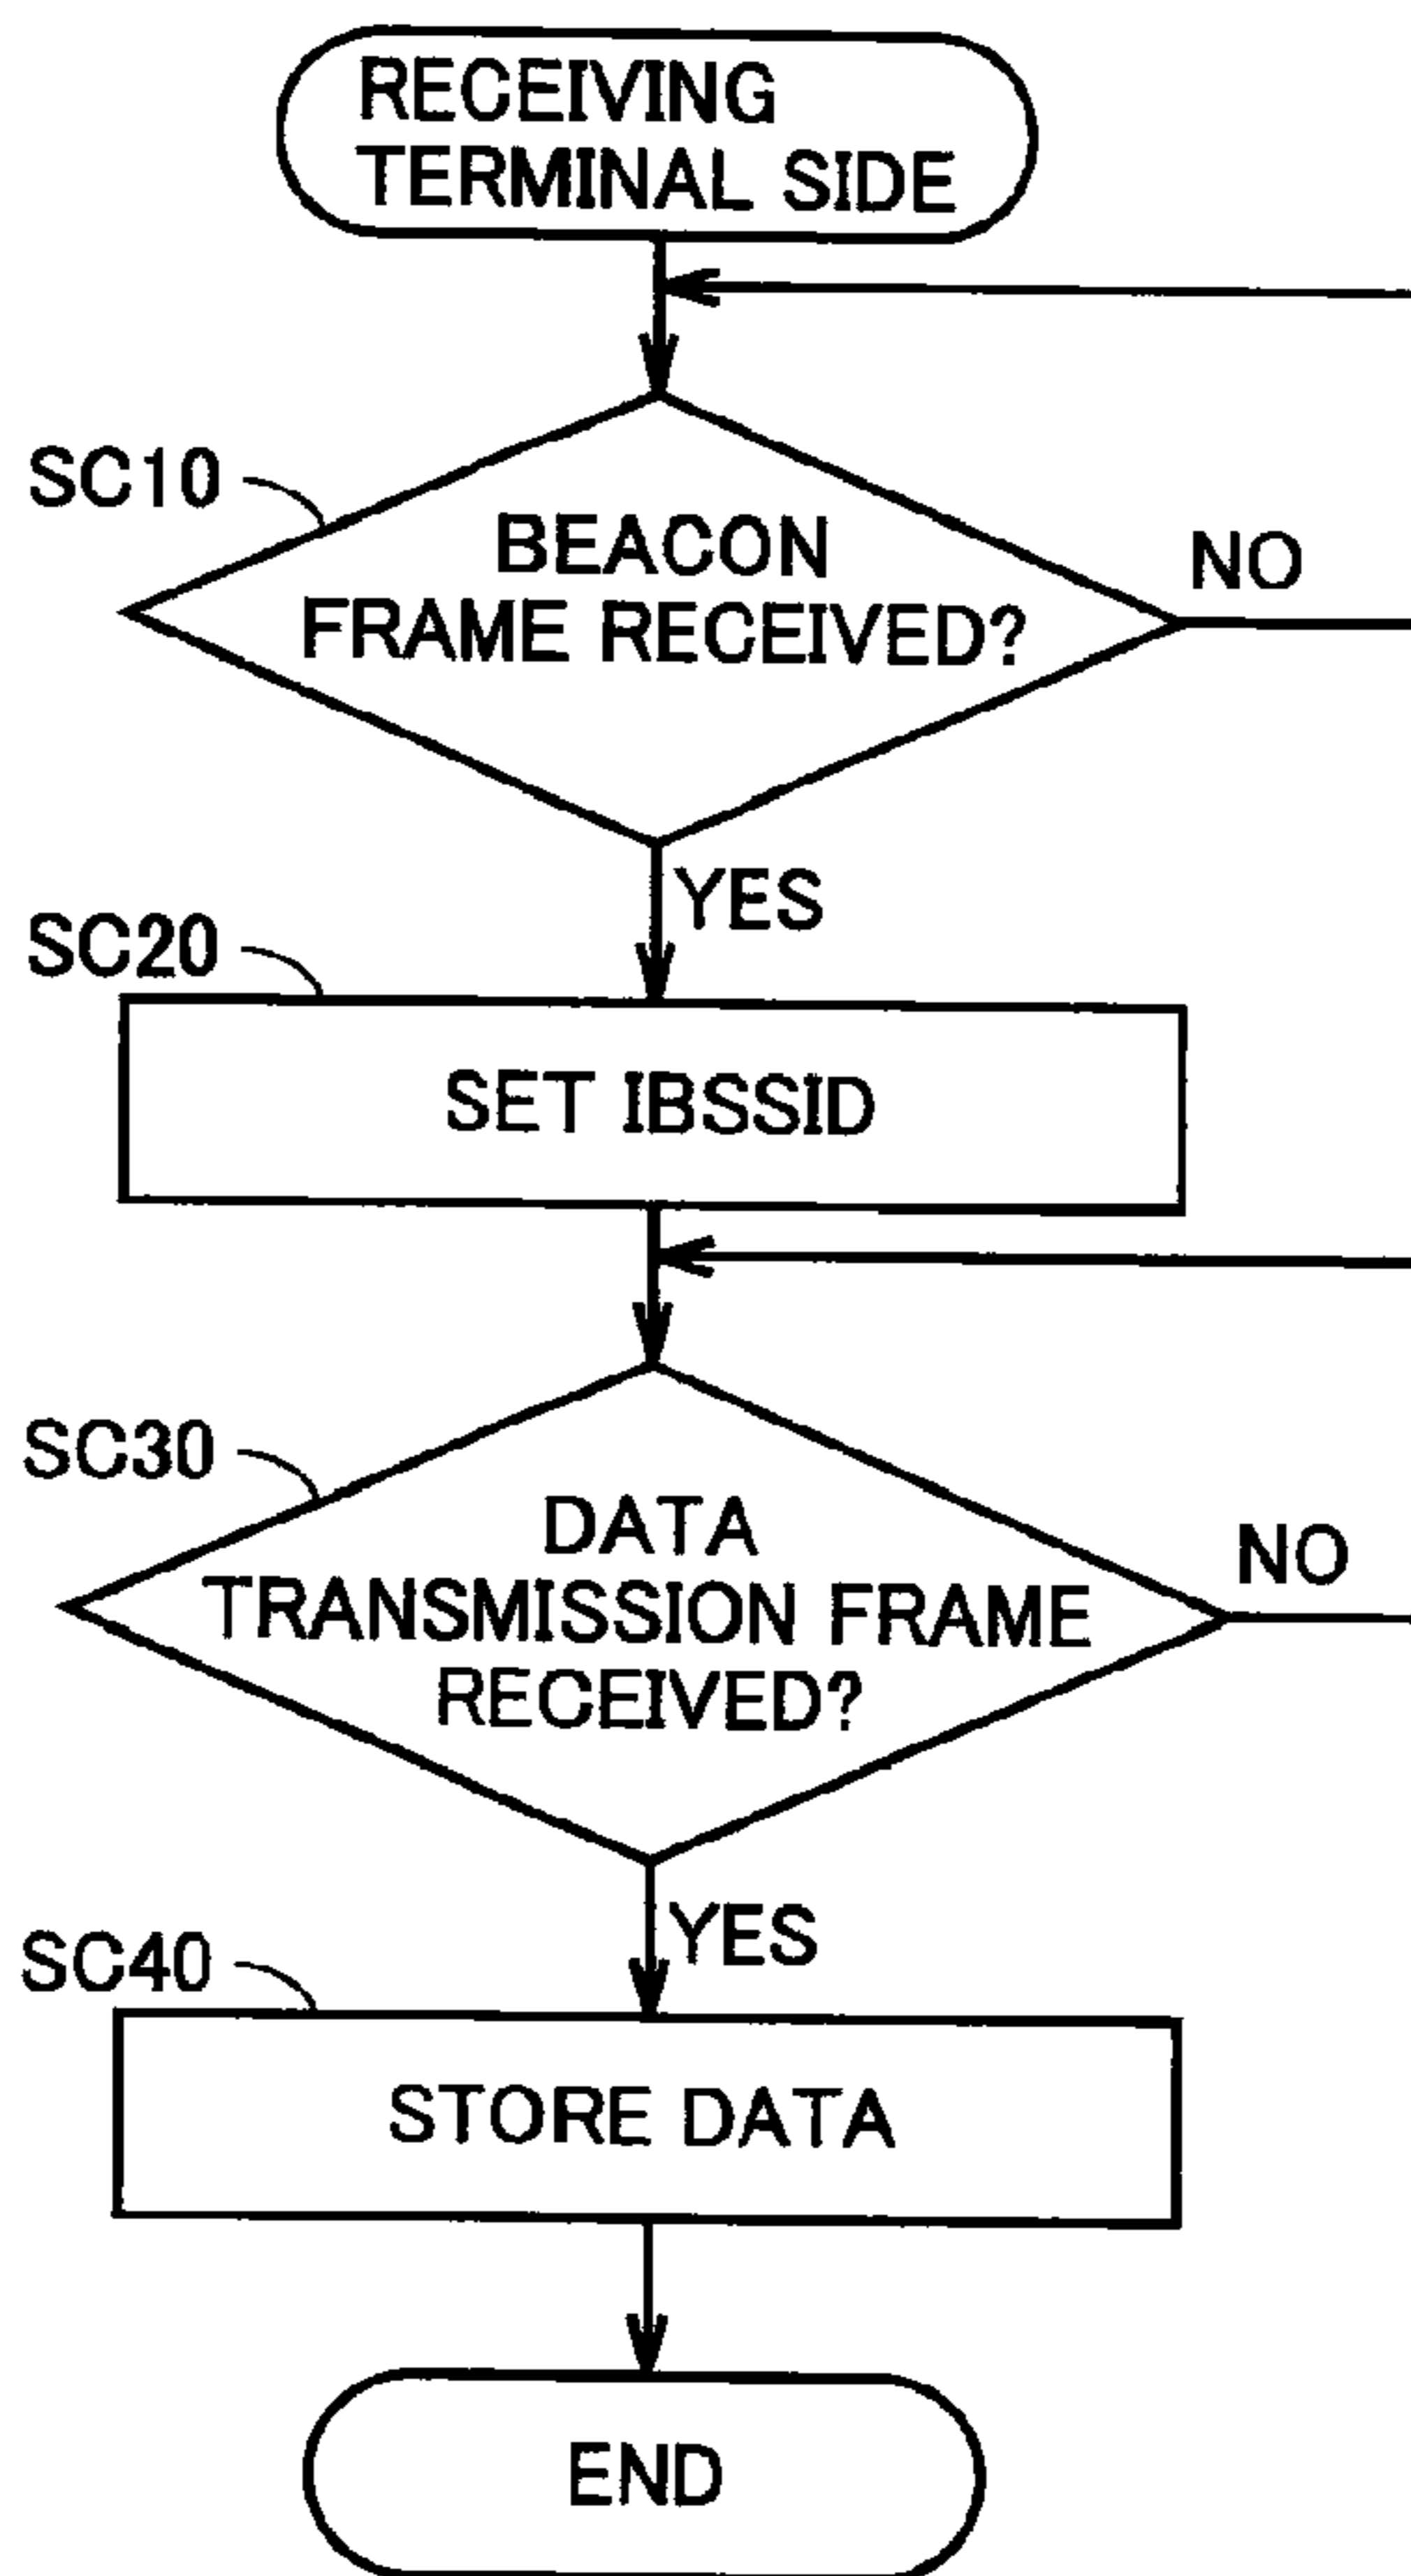 RECEIVING
TERMINAL SIDE
SC10
BEACON
FRAME RECEIVED?
NO
YES
SC20
SET IBSSID
SC30
DATA
TRANSMISSION FRAME
RECEIVED?
NO
YES
SC40
STORE DATA
END